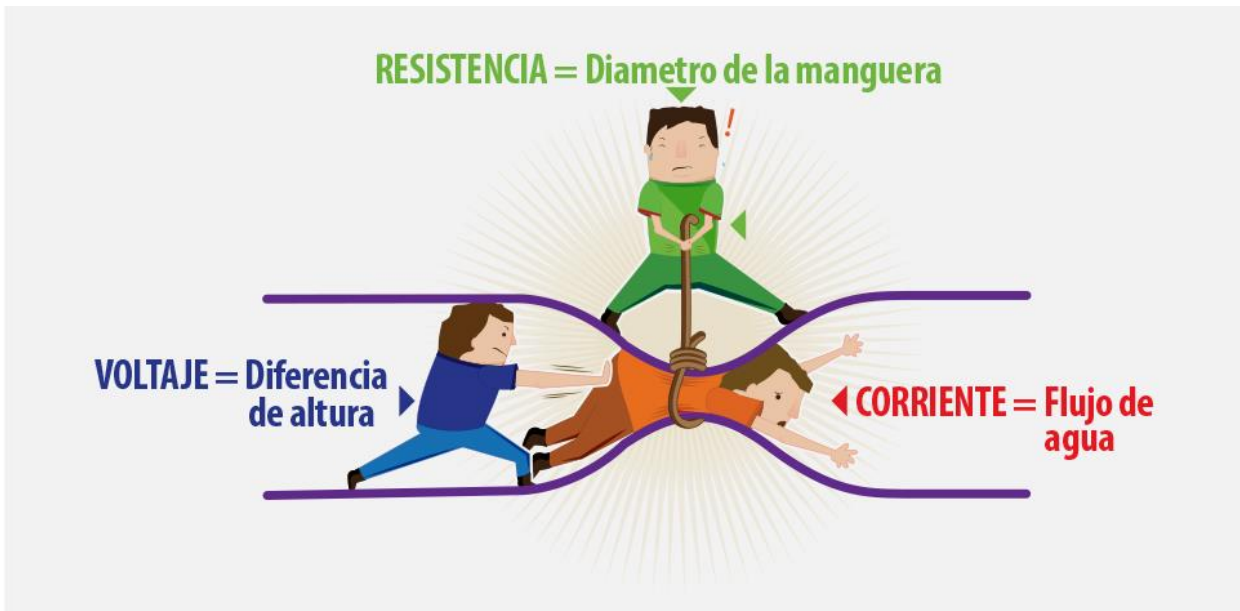 RESISTENCIA = Diametro de la manguera
!
VOLTAJE = Diferencia
de altura
CORRIENTE = Flujo de
agua